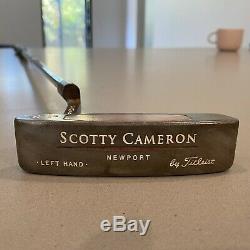 SCOTTY CAMERON
NEWPORT
· LEFT HAND ·
by Titleist